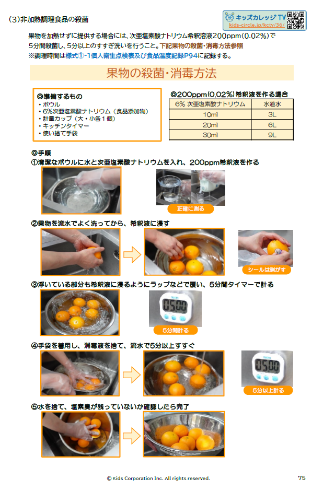 (3)非加熱調理食品の殺菌
キッズカレッジTV
果物を加熱せずに提供する場合には、次亜塩素酸ナトリウム希釈溶液200ppm(0.02%)で
5分間殺菌し、5分以上のすすぎ洗いを行うこと。下記果物の殺菌・消毒方法参照
※調理時間は様式①-1個人衛生点検表及び食品温度記録P94に記録する。
果物の殺菌・消毒方法
◎準備するもの
・ボウル
・6%次亜塩素酸ナトリウム(食品添加物)
・計量カップ(大・小各1個)
・キッチンタイマー
・使い捨て手袋
◎200ppm(0.02%)希釈液を作る場合
6% 次亜塩素酸ナトリウム 水道水
10ml 3L
20ml 6L
30ml 9L
◎手順
①清潔なボウルに水と次亜塩素酸ナトリウムを入れ、200ppm希釈液を作る
正確に測る
②果物を流水でよく洗ってから、希釈液に浸す
シールは剥がす
③浮いている部分も希釈液に浸るようにラップなどで覆い、5分間タイマーで計る
5分間計る
④手袋を着用し、消毒液を捨て、流水で5分以上すすぐ
5分以上計る
⑤水を捨て、塩素臭が残っていないか確認したら完了
© Kids Corporation Inc. All rights reserved.
75